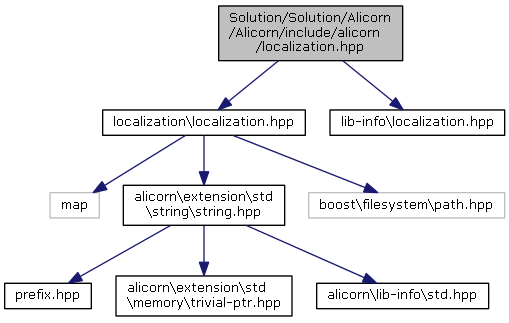 Solution/Solution/Alicorn
/Alicorn/include/alicorn
/localization.hpp
localization\localization.hpp
lib-info\localization.hpp
map
alicorn\extension\std
\string\string.hpp
boost\filesystem\path.hpp
prefix.hpp
alicorn\extension\std
\memory\trivial-ptr.hpp
alicorn\lib-info\std.hpp